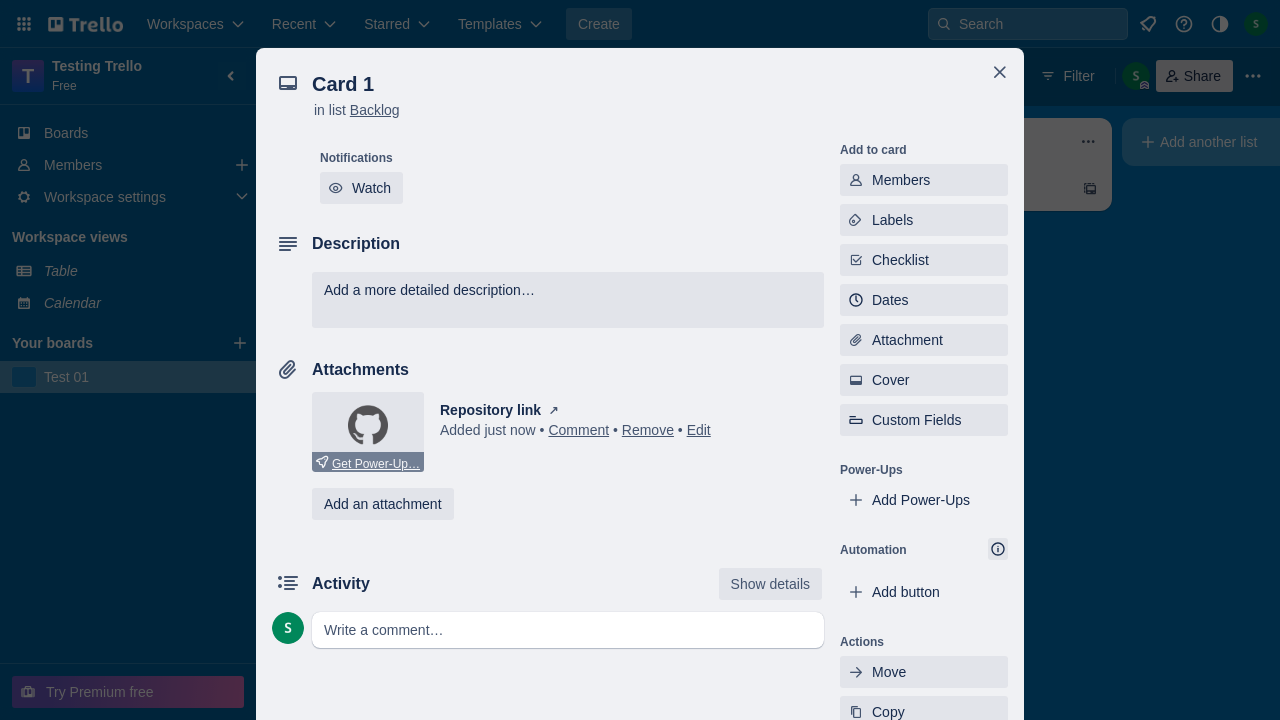 Trello
Workspaces
Recent
Starred
Templates
Create
Search
S
T
Testing Trello
Free
Boards
Members
Workspace settings
Workspace views
Table
Calendar
Your boards
Test 01
Try Premium free
Filter
S
Share
Add another list
Card 1
in list Backlog
Notifications
Watch
Description
Add a more detailed description…
Attachments
Repository link ↗
Added just now • Comment • Remove • Edit
Get Power-Up…
Add an attachment
Activity
Show details
S
Write a comment…
Add to card
Members
Labels
Checklist
Dates
Attachment
Cover
Custom Fields
Power-Ups
Add Power-Ups
Automation
Add button
Actions
Move
Copy